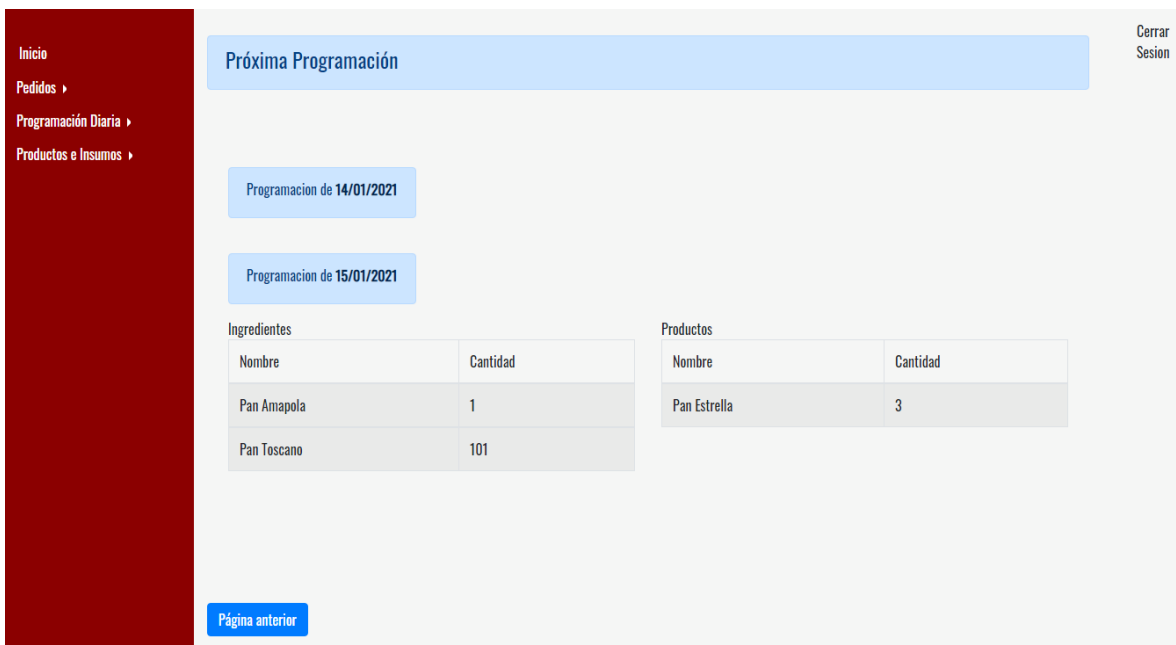 Inicio
Pedidos
Programación Diaria
Productos e Insumos
Cerrar
Sesion
Próxima Programación
Programacion de 14/01/2021
Programacion de 15/01/2021
Ingredientes
Nombre Cantidad
Pan Amapola 1
Pan Toscano 101
Productos
Nombre Cantidad
Pan Estrella 3
Página anterior